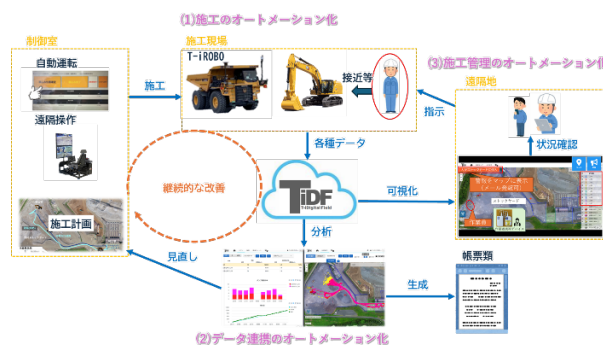 (1)施工のオートメーション化
制御室
施工現場
自動運転
T-iROBO
接近等
(3)施工管理のオートメーション化
遠隔地
施工
指示
遠隔操作
状況確認
各種データ
継続的な改善
TiDF
T-iDigital Field
可視化
施工計画
分析
帳票類
見直し
生成
(2)データ連携のオートメーション化